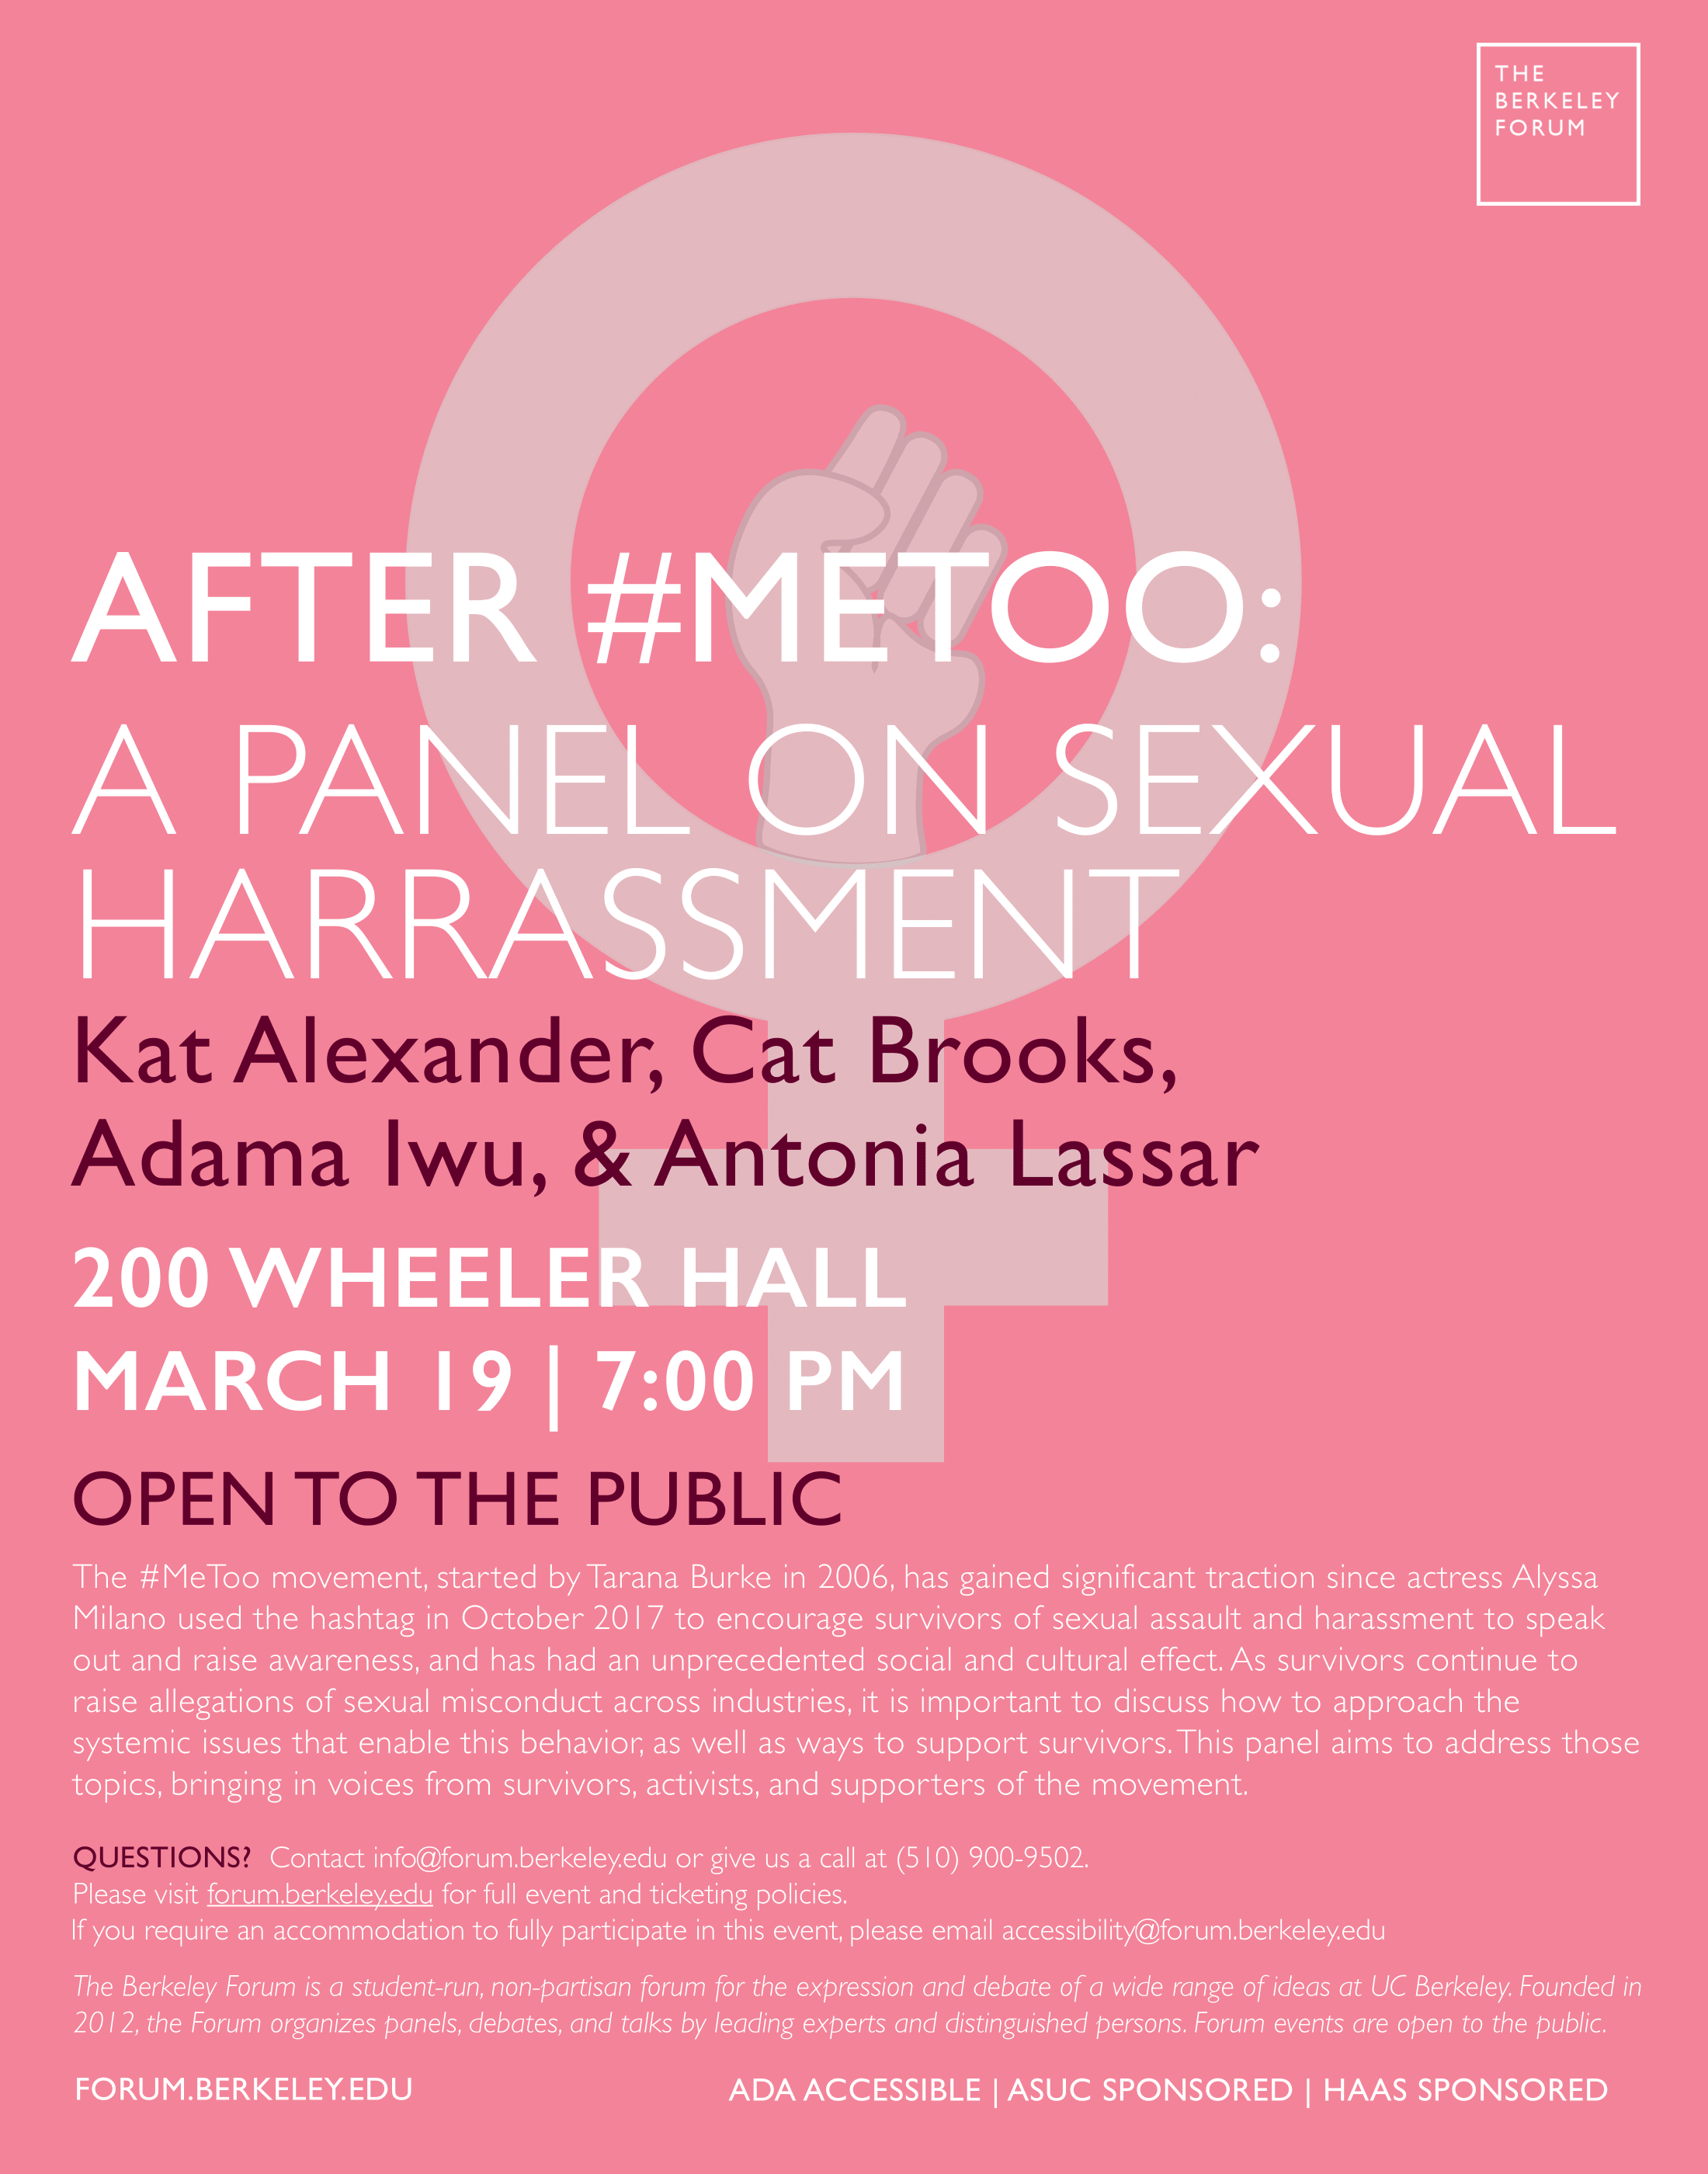 THE
BERKELEY
FORUM
AFTER #METOO:
A PANEL ON SEXUAL
HARRASSMENT
Kat Alexander, Cat Brooks,
Adama Iwu, & Antonia Lassar
200 WHEELER HALL
MARCH 19 | 7:00 PM
OPEN TO THE PUBLIC
The #MeToo movement, started by Tarana Burke in 2006, has gained significant traction since actress Alyssa
Milano used the hashtag in October 2017 to encourage survivors of sexual assault and harassment to speak
out and raise awareness, and has had an unprecedented social and cultural effect. As survivors continue to
raise allegations of sexual misconduct across industries, it is important to discuss how to approach the
systemic issues that enable this behavior, as well as ways to support survivors. This panel aims to address those
topics, bringing in voices from survivors, activists, and supporters of the movement.
QUESTIONS? Contact info@forum.berkeley.edu or give us a call at (510) 900-9502.
Please visit forum.berkeley.edu for full event and ticketing policies.
If you require an accommodation to fully participate in this event, please email accessibility@forum.berkeley.edu
The Berkeley Forum is a student-run, non-partisan forum for the expression and debate of a wide range of ideas at UC Berkeley. Founded in
2012, the Forum organizes panels, debates, and talks by leading experts and distinguished persons. Forum events are open to the public.
FORUM.BERKELEY.EDU
ADA ACCESSIBLE | ASUC SPONSORED | HAAS SPONSORED